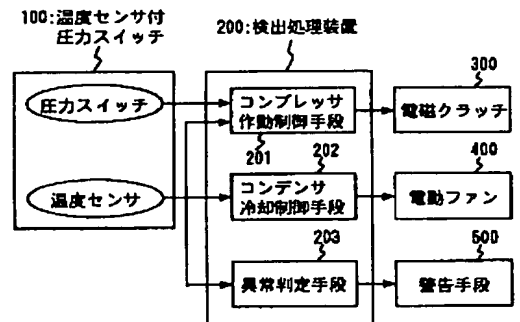 100:温度センサ付
圧力スイッチ
200:検出処理装置
圧力スイッチ
温度センサ
コンプレッサ
作動制御手段
201
202
コンデンサ
冷却制御手段
203
異常判定手段
300
電磁クラッチ
400
電動ファン
500
警告手段